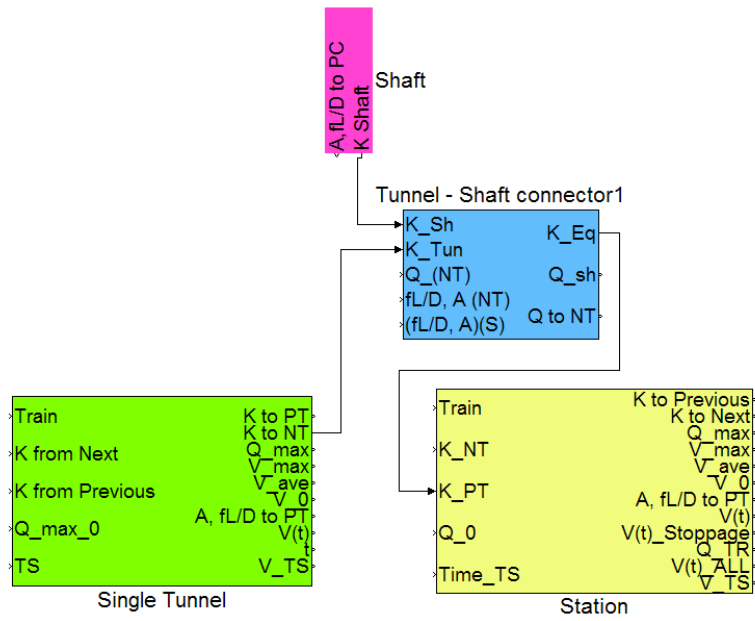 A,fL/D to PC
K Shaft
Shaft
Tunnel - Shaft connector1
K_Sh
K_Tun
Q_(NT)
fL/D, A (NT)
(fL/D, A)(S)
K_Eq
Q_sh
Q to NT
Train
K from Next
K from Previous
Q_max_0
TS
K to PT
K to NT
Q_max
V_max
V_ave
V_0
A, fL/D to PT
V(t)
t
V_TS
Single Tunnel
Train
K_NT
K_PT
Q_0
Time_TS
K to Previous
K to Next
Q_max
V_max
V_ave
V_0
A, fL/D to PT
V(t)
V(t)_Stoppage
Q_TR
V(t)_ALL
V_TS
Station